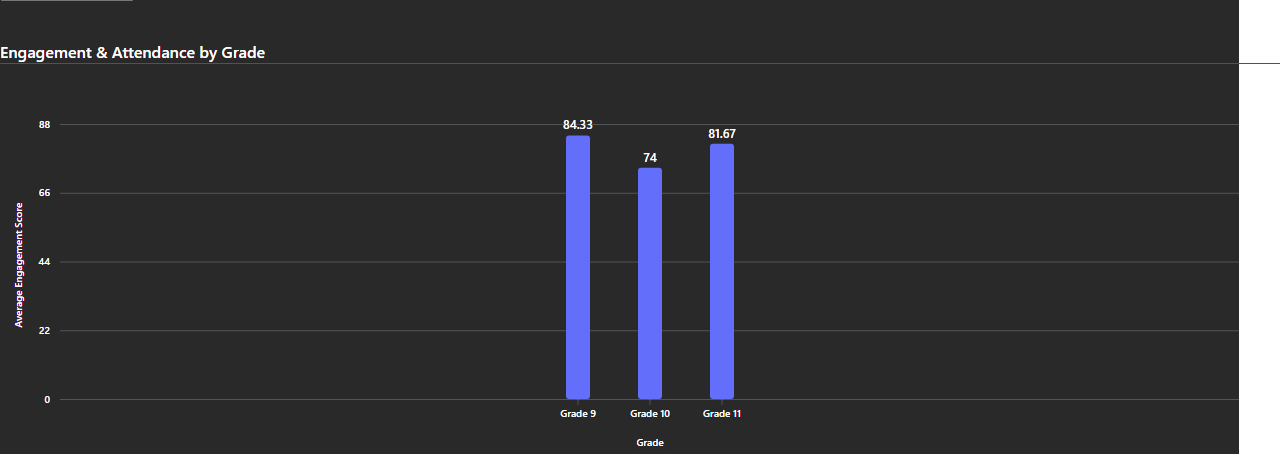 Engagement & Attendance by Grade
88
84.33
81.67
74
66
Average Engagement Score
44
22
0
Grade 9
Grade 10
Grade 11
Grade